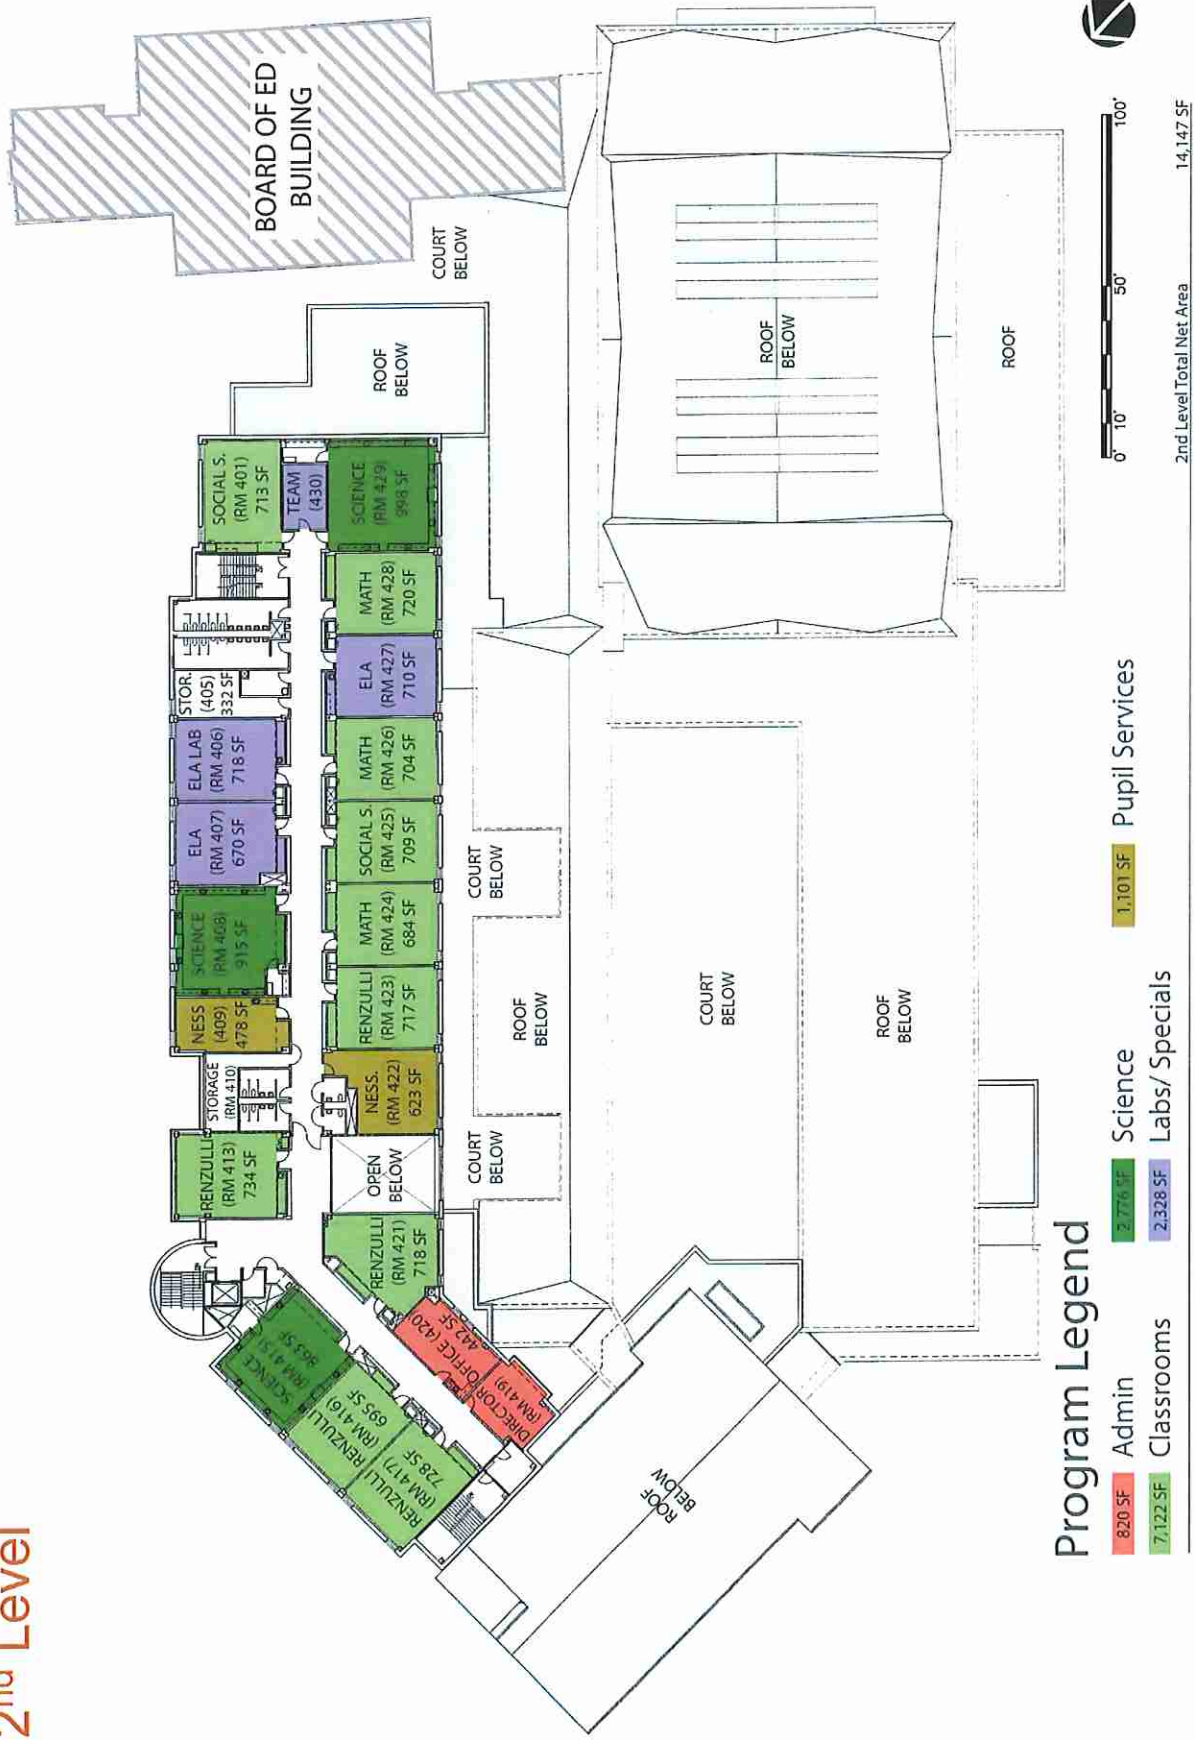 2nd Level
BOARD OF ED
BUILDING
COURT
BELOW
ROOF
BELOW
SOCIAL S.
(RM 401)
713 SF
TEAM
(430)
SCIENCE
(RM 429)
998 SF
MATH
(RM 428)
720 SF
ELA
(RM 427)
710 SF
STOR.
(405)
332 SF
ELA LAB
(RM 406)
718 SF
MATH
(RM 426)
704 SF
ELA
(RM 407)
670 SF
SOCIAL S.
(RM 425)
709 SF
SCIENCE
(RM 408)
915 SF
MATH
(RM 424)
684 SF
NESS
(409)
478 SF
RENZULLI
(RM 423)
717 SF
STORAGE
(RM 410)
NESS.
(RM 422)
623 SF
RENZULLI
(RM 413)
734 SF
OPEN
BELOW
RENZULLI
(RM 421)
718 SF
SCIENCE
(RM 415)
863 SF
OFFICE (420)
442 SF
DIRECTOR
(RM 419)
RENZULLI
(RM 416)
695 SF
RENZULLI
(RM 417)
728 SF
COURT
BELOW
ROOF
BELOW
COURT
BELOW
ROOF
BELOW
ROOF
COURT
BELOW
ROOF
BELOW
ROOF
BELOW
Program Legend
820 SF Admin
2,776 SF Science
1,101 SF Pupil Services
7,122 SF Classrooms
2,328 SF Labs/ Specials
0' 10' 50' 100'
2nd Level Total Net Area 14,147 SF